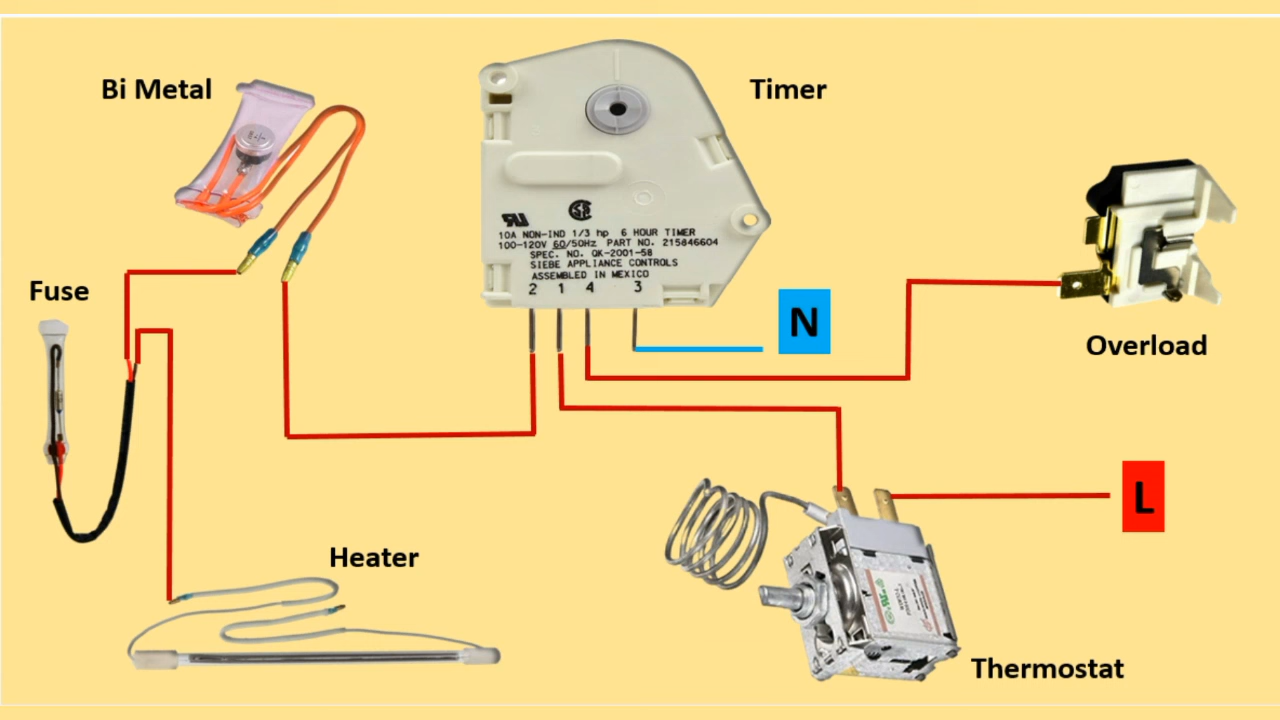 Bi Metal
Timer
10A NON-IND 1/3 hp 6 HOUR TIMER
100-120V 60/50Hz PART NO. 215846604
SPEC. NO. QK-2001-58
SIEBE APPLIANCE CONTROLS
ASSEMBLED IN MEXICO
2 1 4 3
Fuse
N
Overload
L
Heater
Thermostat